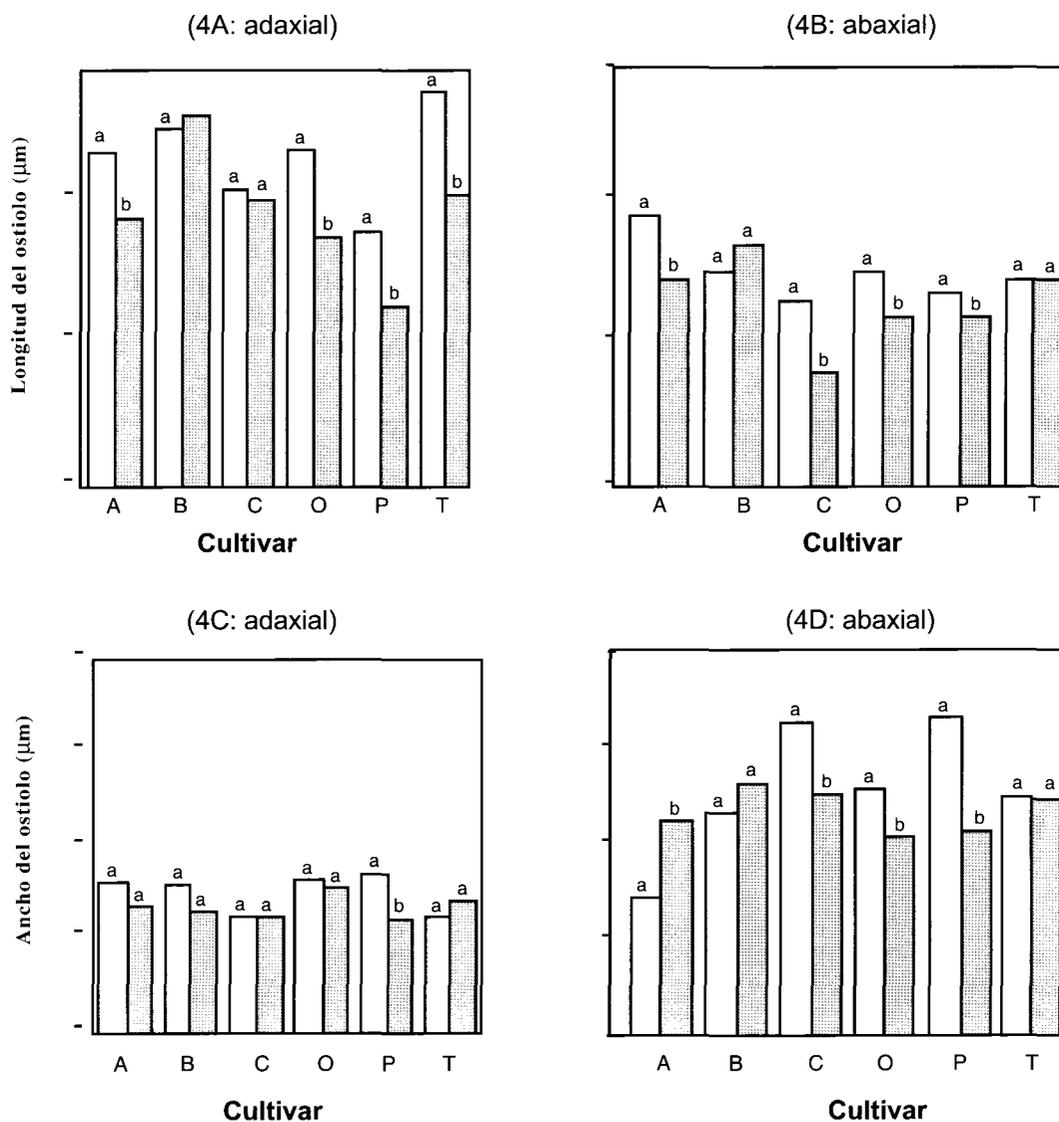 (4A: adaxial)
(4B: abaxial)
Longitud del ostiolo (µm)
a b a a a a b a b a b
a b a a a b a b a b a a
A B C O P T
A B C O P T
Cultivar
Cultivar
(4C: adaxial)
(4D: abaxial)
Ancho del ostiolo (µm)
a a a a a a a a a b a a
a b a a a b a b a b a a
A B C O P T
A B C O P T
Cultivar
Cultivar